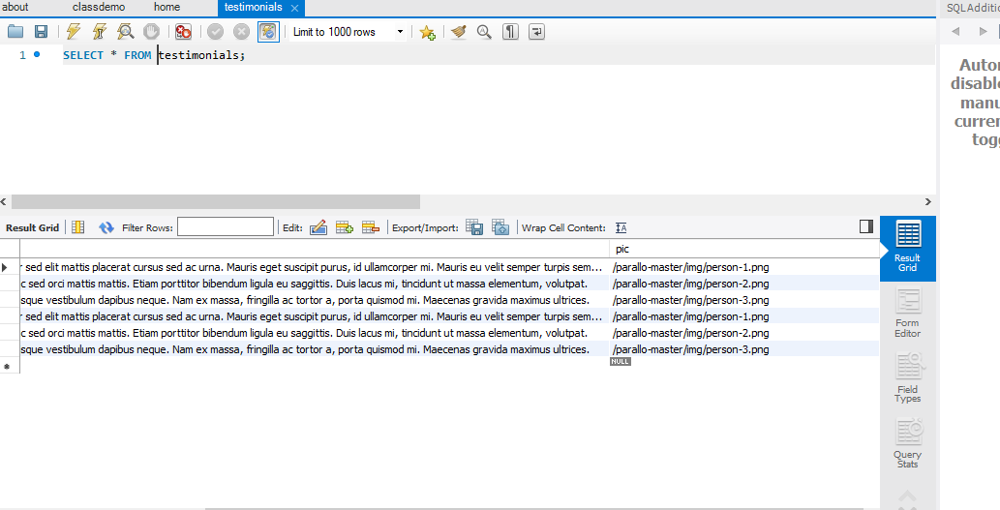 about classdemo home testimonials
SQLAdditic
Limit to 1000 rows
1 SELECT * FROM testimonials;
Autor
disable
manu
curren
togg
Result Grid Filter Rows: Edit: Export/Import: Wrap Cell Content: IA
pic
r sed elit mattis placerat cursus sed ac urna. Mauris eget suscipit purus, id ullamcorper mi. Mauris eu velit semper turpis sem... /parallo-master/img/person-1.png
c sed orci mattis mattis. Etiam porttitor bibendum ligula eu sagittis. Duis lacus mi, tincidunt ut massa elementum, volutpat. /parallo-master/img/person-2.png
sque vestibulum dapibus neque. Nam ex massa, fringilla ac tortor a, porta quismod mi. Maecenas gravida maximus ultrices. /parallo-master/img/person-3.png
r sed elit mattis placerat cursus sed ac urna. Mauris eget suscipit purus, id ullamcorper mi. Mauris eu velit semper turpis sem... /parallo-master/img/person-1.png
c sed orci mattis mattis. Etiam porttitor bibendum ligula eu sagittis. Duis lacus mi, tincidunt ut massa elementum, volutpat. /parallo-master/img/person-2.png
sque vestibulum dapibus neque. Nam ex massa, fringilla ac tortor a, porta quismod mi. Maecenas gravida maximus ultrices. /parallo-master/img/person-3.png
NULL
Result
Grid
Form
Editor
Field
Types
Query
Stats